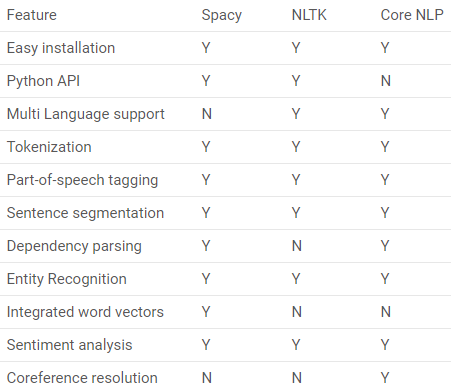 Feature Spacy NLTK Core NLP
Easy installation Y Y Y
Python API Y Y N
Multi Language support N Y Y
Tokenization Y Y Y
Part-of-speech tagging Y Y Y
Sentence segmentation Y Y Y
Dependency parsing Y N Y
Entity Recognition Y Y Y
Integrated word vectors Y N N
Sentiment analysis Y Y Y
Coreference resolution N N Y